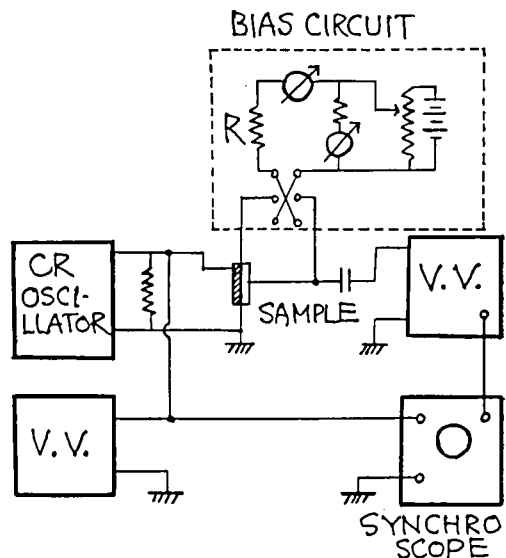 BIAS CIRCUIT
R
CR
OSCI-
LLATOR
SAMPLE
V.V.
V.V.
SYNCHRO
SCOPE